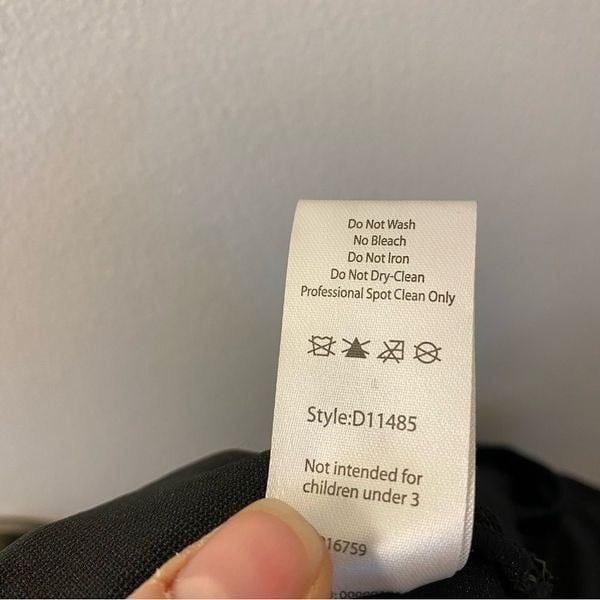 Do Not Wash
No Bleach
Do Not Iron
Do Not Dry-Clean
Professional Spot Clean Only
Style:D11485
Not intended for
children under 3
16759